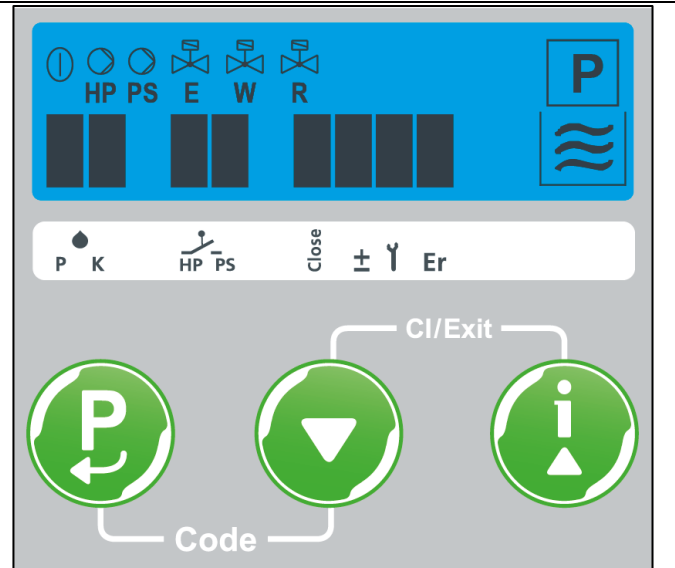 P
HP PS E W R
P K HP PS Close ± Er
CI/Exit
P i
Code